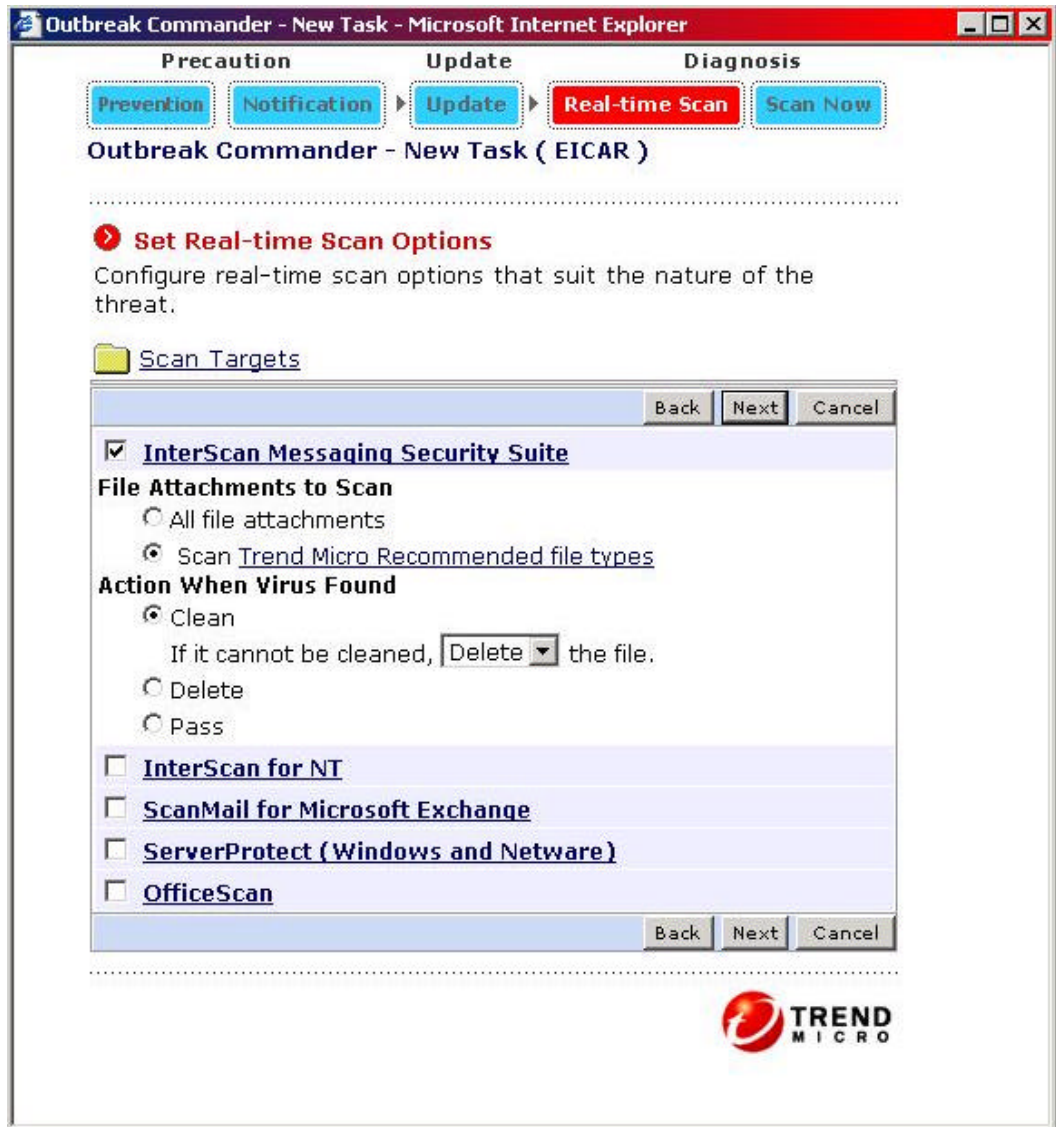 Outbreak Commander - New Task - Microsoft Internet Explorer
Precaution Update Diagnosis
Prevention Notification Update Real-time Scan Scan Now
Outbreak Commander - New Task ( EICAR )
Set Real-time Scan Options
Configure real-time scan options that suit the nature of the
threat.
Scan Targets
Back Next Cancel
InterScan Messaging Security Suite
File Attachments to Scan
All file attachments
Scan Trend Micro Recommended file types
Action When Virus Found
Clean
If it cannot be cleaned, Delete the file.
Delete
Pass
InterScan for NT
ScanMail for Microsoft Exchange
ServerProtect (Windows and Netware)
OfficeScan
Back Next Cancel
TREND
MICRO